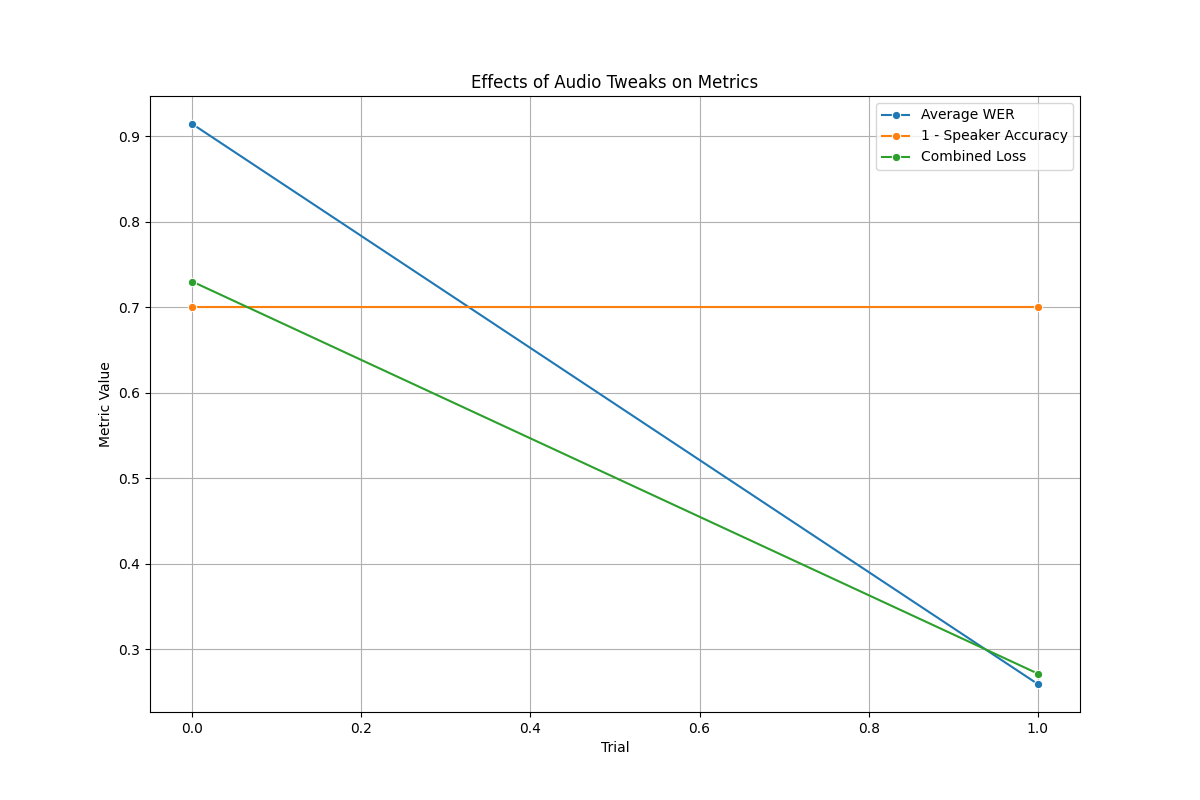 Effects of Audio Tweaks on Metrics
Average WER
1 - Speaker Accuracy
Combined Loss
Metric Value
0.9
0.8
0.7
0.6
0.5
0.4
0.3
0.0 0.2 0.4 0.6 0.8 1.0
Trial